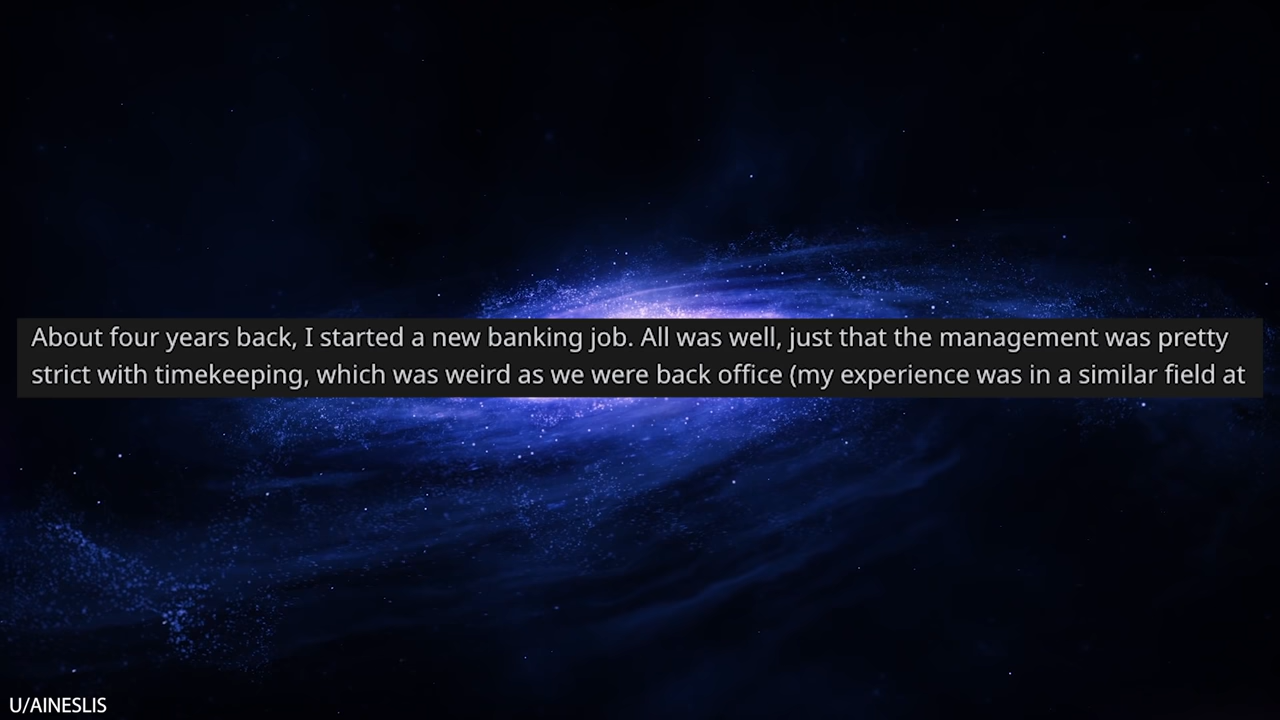 About four years back, I started a new banking job. All was well, just that the management was pretty
strict with timekeeping, which was weird as we were back office (my experience was in a similar field at
U/AINESLIS